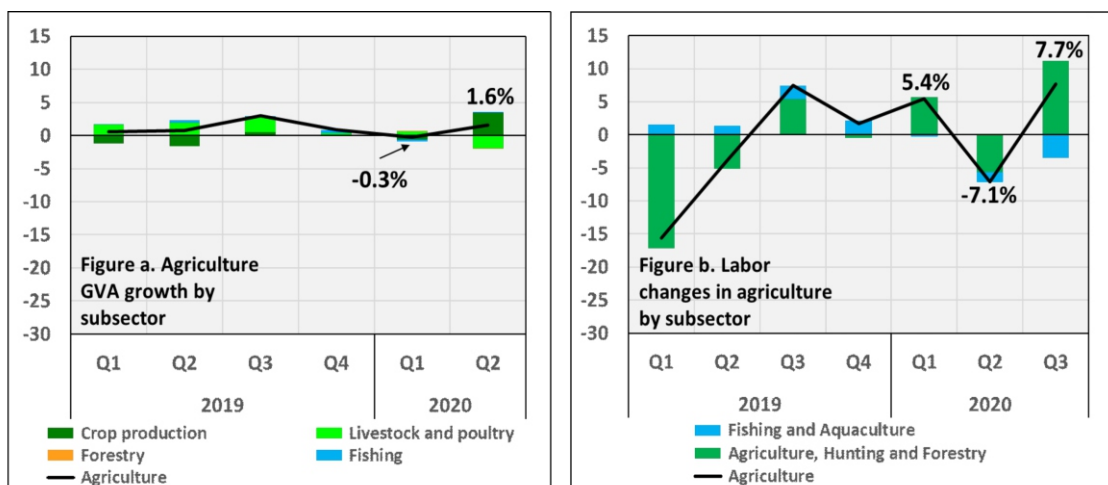 15
10
5
0
-5
-10
-15
-20
-25
-30
1.6%
-0.3%
Figure a. Agriculture
GVA growth by
subsector
Q1 Q2 Q3 Q4 Q1 Q2
2019 2020
Crop production Livestock and poultry
Forestry Fishing
Agriculture
15
10
5
0
-5
-10
-15
-20
-25
-30
7.7%
5.4%
-7.1%
Figure b. Labor
changes in agriculture
by subsector
Q1 Q2 Q3 Q4 Q1 Q2 Q3
2019 2020
Fishing and Aquaculture
Agriculture, Hunting and Forestry
Agriculture